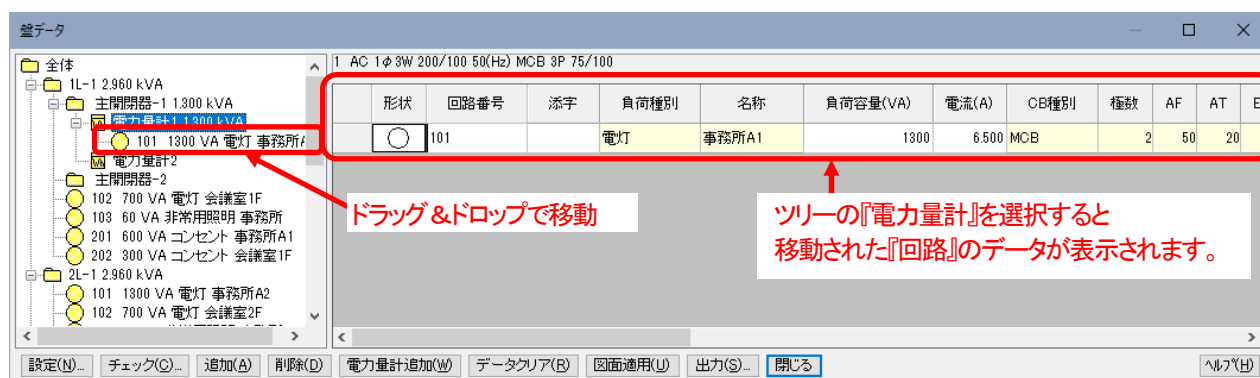 盤データ
全体
1L-1 2.960 kVA
主開閉器-1 1.300 kVA
電力量計1 1.300 kVA
101 1300 VA 電灯 事務所A
電力量計2
主開閉器-2
102 700 VA 電灯 会議室1F
103 60 VA 非常用照明 事務所
201 600 VA コンセント 事務所A1
202 300 VA コンセント 会議室1F
2L-1 2.960 kVA
101 1300 VA 電灯 事務所A2
102 700 VA 電灯 会議室2F
1 AC 1φ3W 200/100 50(Hz) MCB 3P 75/100
形状 回路番号 添字 負荷種別 名称 負荷容量(VA) 電流(A) CB種別 極数 AF AT E
101 電灯 事務所A1 1300 6.500 MCB 2 50 20
ドラッグ&ドロップで移動
ツリーの『電力量計』を選択すると
移動された『回路』のデータが表示されます。
設定(N)... チェック(C)... 追加(A) 削除(D) 電力量計追加(W) データクリア(R) 図面適用(U) 出力(S)... 閉じる ヘルプ(H)